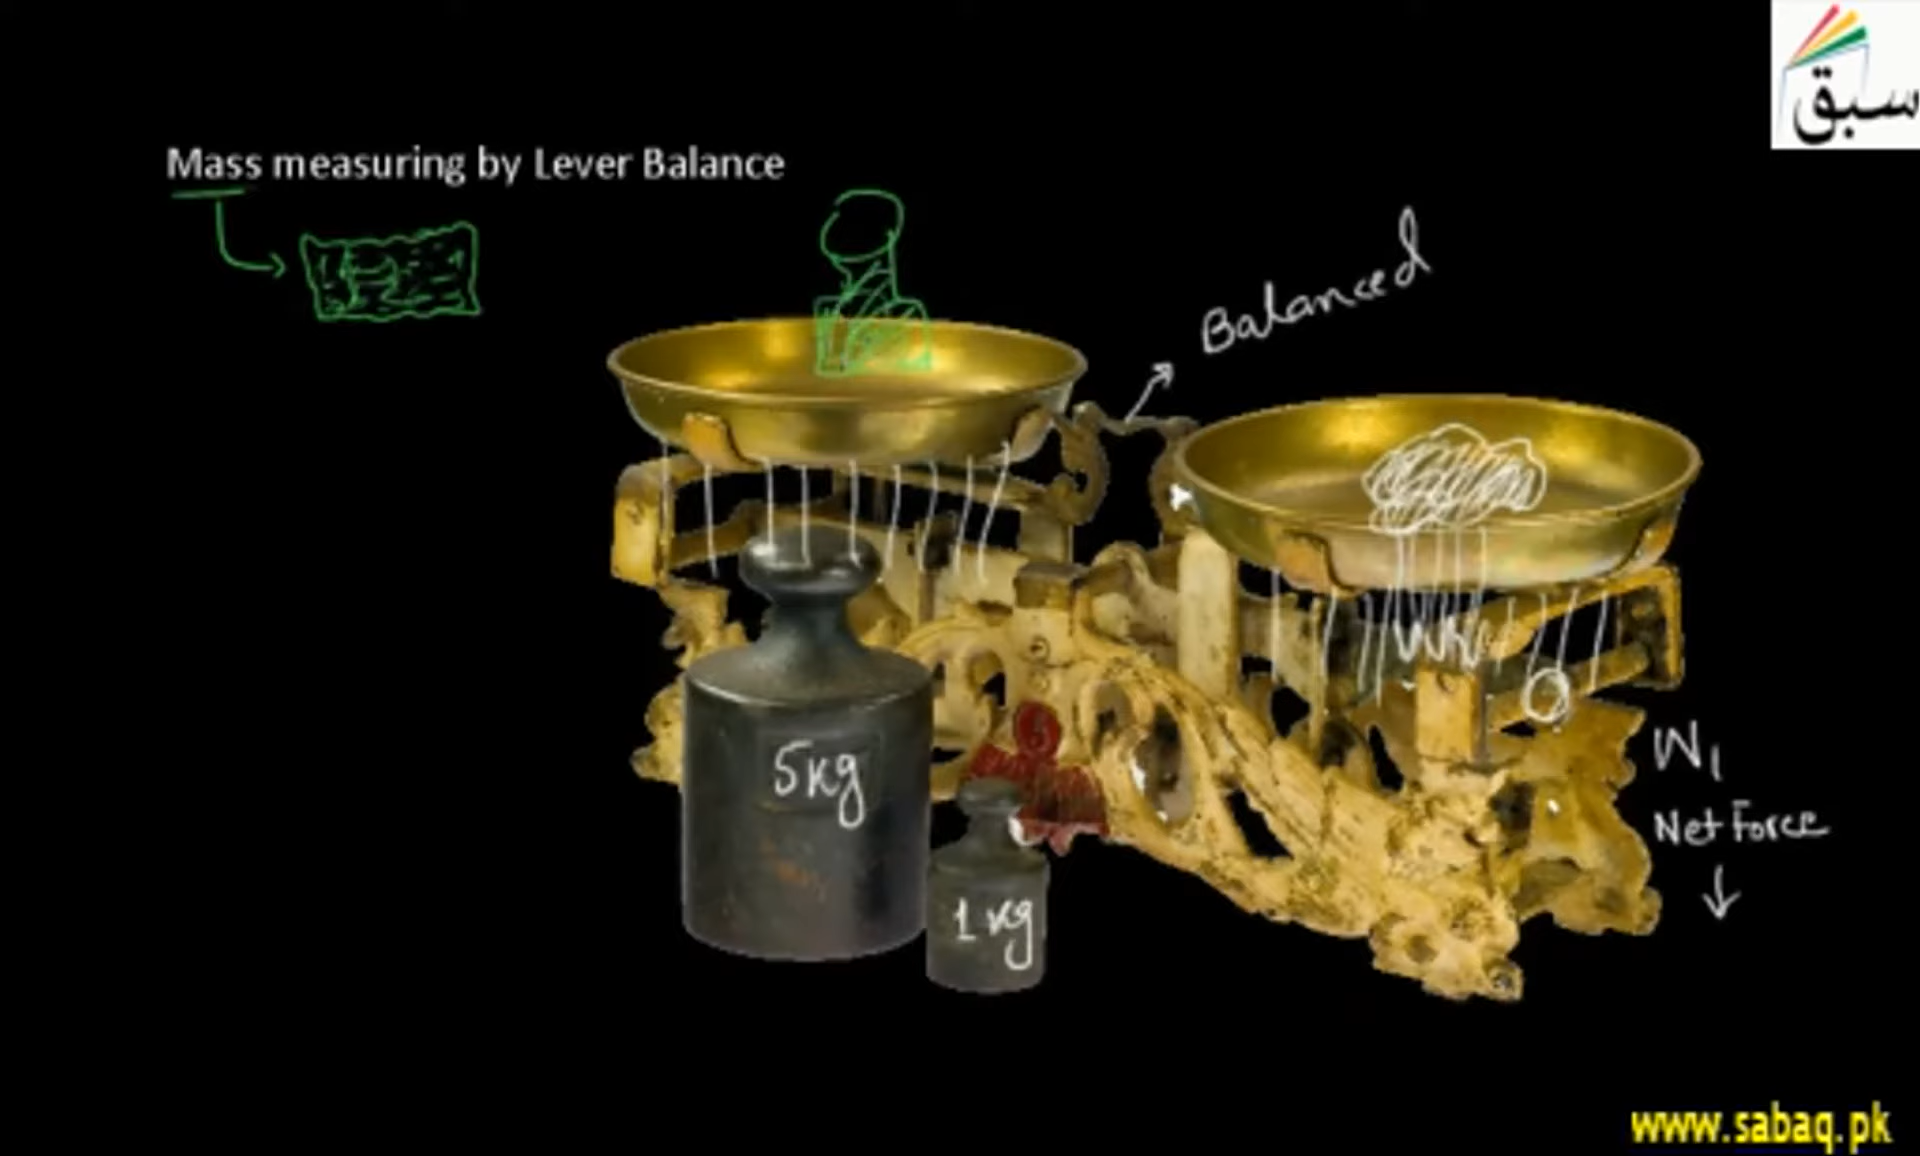 سبق
Mass measuring by Lever Balance
Balanced
5kg
1kg
W1
Net Force
www.sabaq.pk